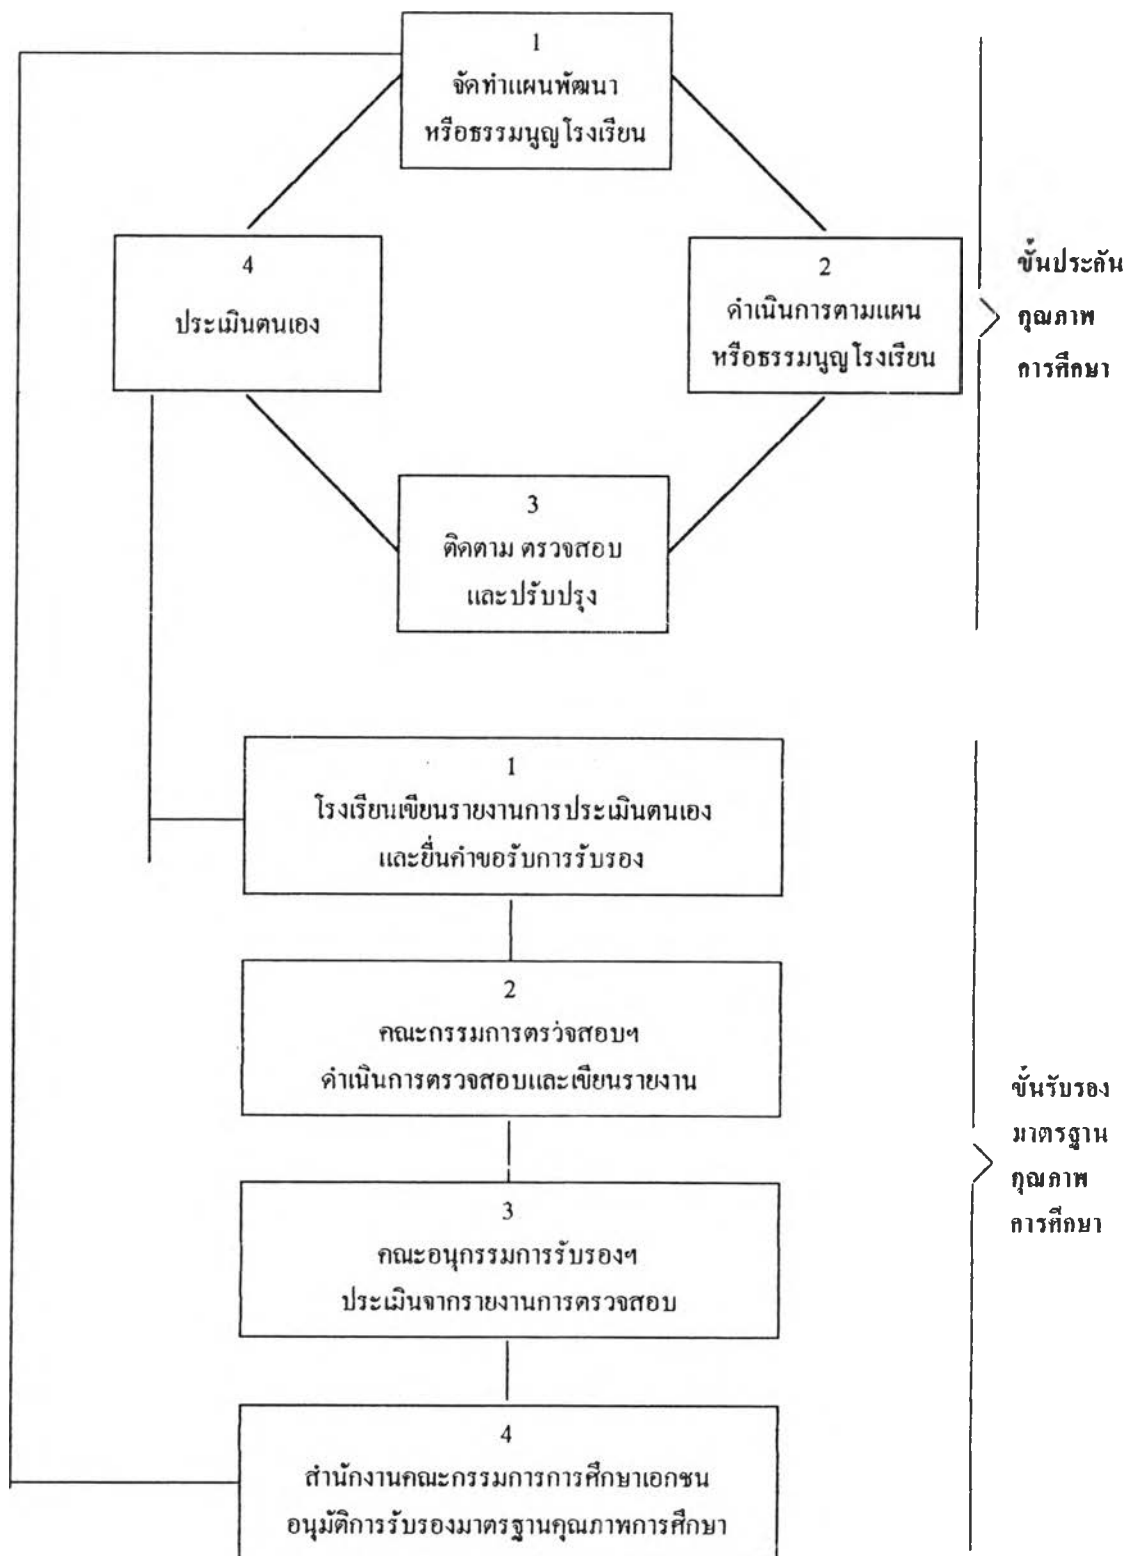 1
จัดทำแผนพัฒนา
หรือธรรมนูญโรงเรียน
4
ประเมินตนเอง
2
ดำเนินการตามแผน
หรือธรรมนูญโรงเรียน
ขั้นประกัน
คุณภาพ
การศึกษา
3
ติดตาม ตรวจสอบ
และปรับปรุง
1
โรงเรียนเขียนรายงานการประเมินตนเอง
และยื่นคำขอรับการรับรอง
2
คณะกรรมการตรว่จสอบฯ
ดำเนินการตรวจสอบและเขียนรายงาน
3
คณะอนุกรรมการรับรองฯ
ประเมินจากรายงานการตรวจสอบ
ขั้นรับรอง
มาตรฐาน
คุณภาพ
การศึกษา
4
สำนักงานคณะกรรมการการศึกษาเอกชน
อนุมัติการรับรองมาตรฐานคุณภาพการศึกษา